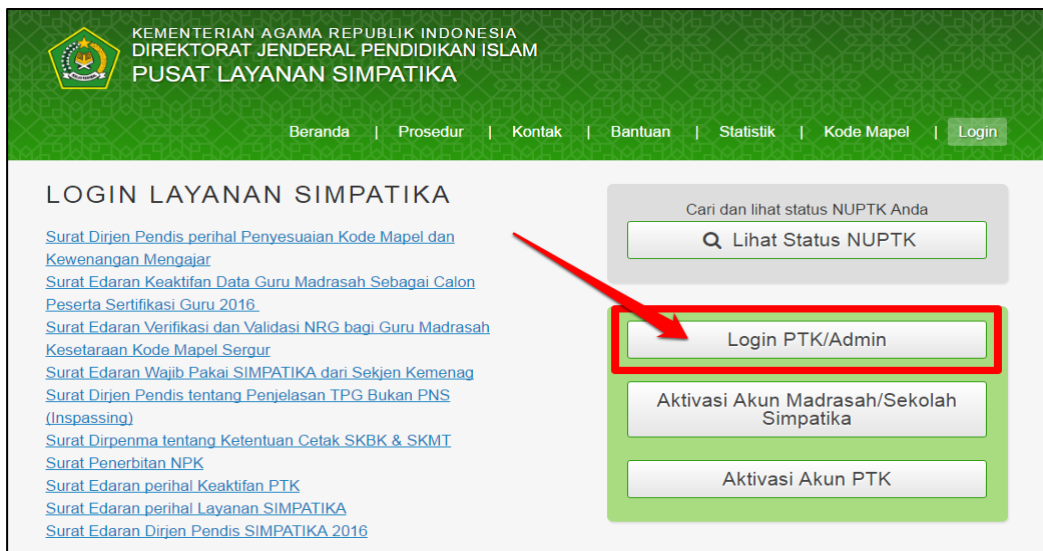 KEMENTERIAN AGAMA REPUBLIK INDONESIA
DIREKTORAT JENDERAL PENDIDIKAN ISLAM
PUSAT LAYANAN SIMPATIKA
Beranda | Prosedur | Kontak | Bantuan | Statistik | Kode Mapel | Login
LOGIN LAYANAN SIMPATIKA
Surat Dirjen Pendis perihal Penyesuaian Kode Mapel dan
Kewenangan Mengajar
Surat Edaran Keaktifan Data Guru Madrasah Sebagai Calon
Peserta Sertifikasi Guru 2016
Surat Edaran Verifikasi dan Validasi NRG bagi Guru Madrasah
Kesetaraan Kode Mapel Sergur
Surat Edaran Wajib Pakai SIMPATIKA dari Sekjen Kemenag
Surat Dirjen Pendis tentang Penjelasan TPG Bukan PNS
(Inspassing)
Surat Dirpenma tentang Ketentuan Cetak SKBK & SKMT
Surat Penerbitan NPK
Surat Edaran perihal Keaktifan PTK
Surat Edaran perihal Layanan SIMPATIKA
Surat Edaran Dirjen Pendis SIMPATIKA 2016
Cari dan lihat status NUPTK Anda
Lihat Status NUPTK
Login PTK/Admin
Aktivasi Akun Madrasah/Sekolah
Simpatika
Aktivasi Akun PTK